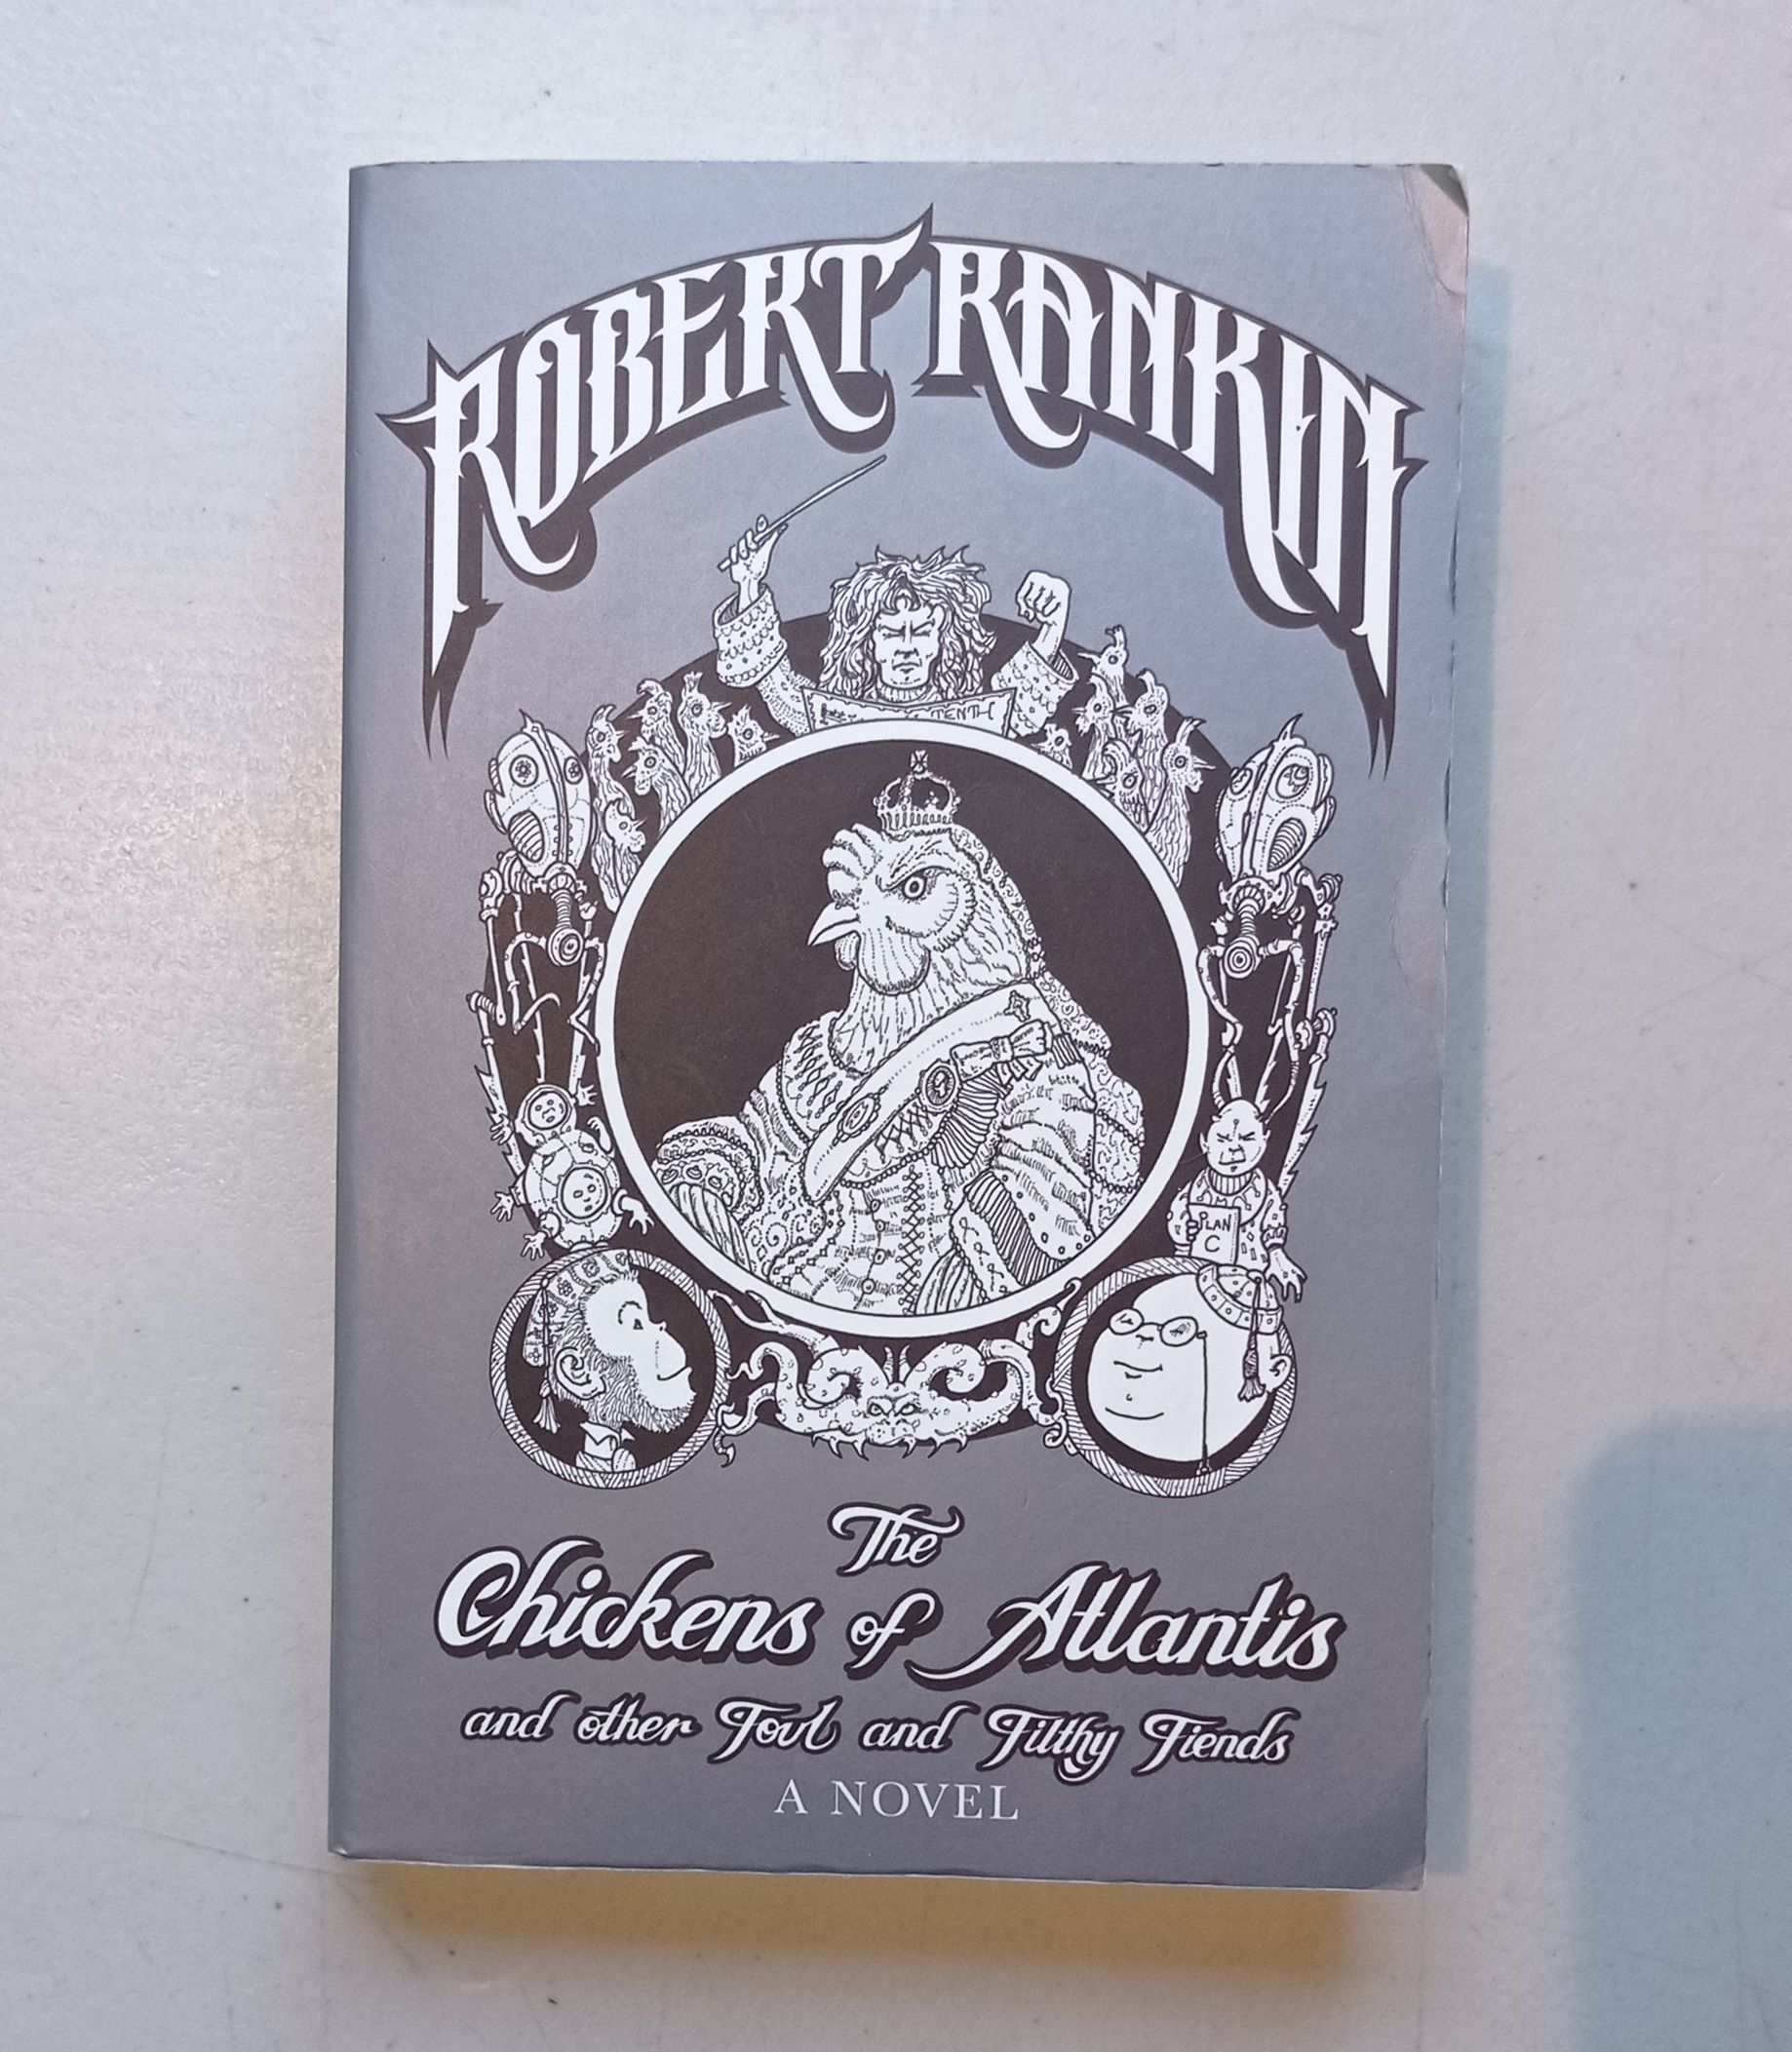 ROBERT RANKIN
TENTH
PLAN
C
The
Chickens of Atlantis
and other Foul and Filthy Fiends
A NOVEL